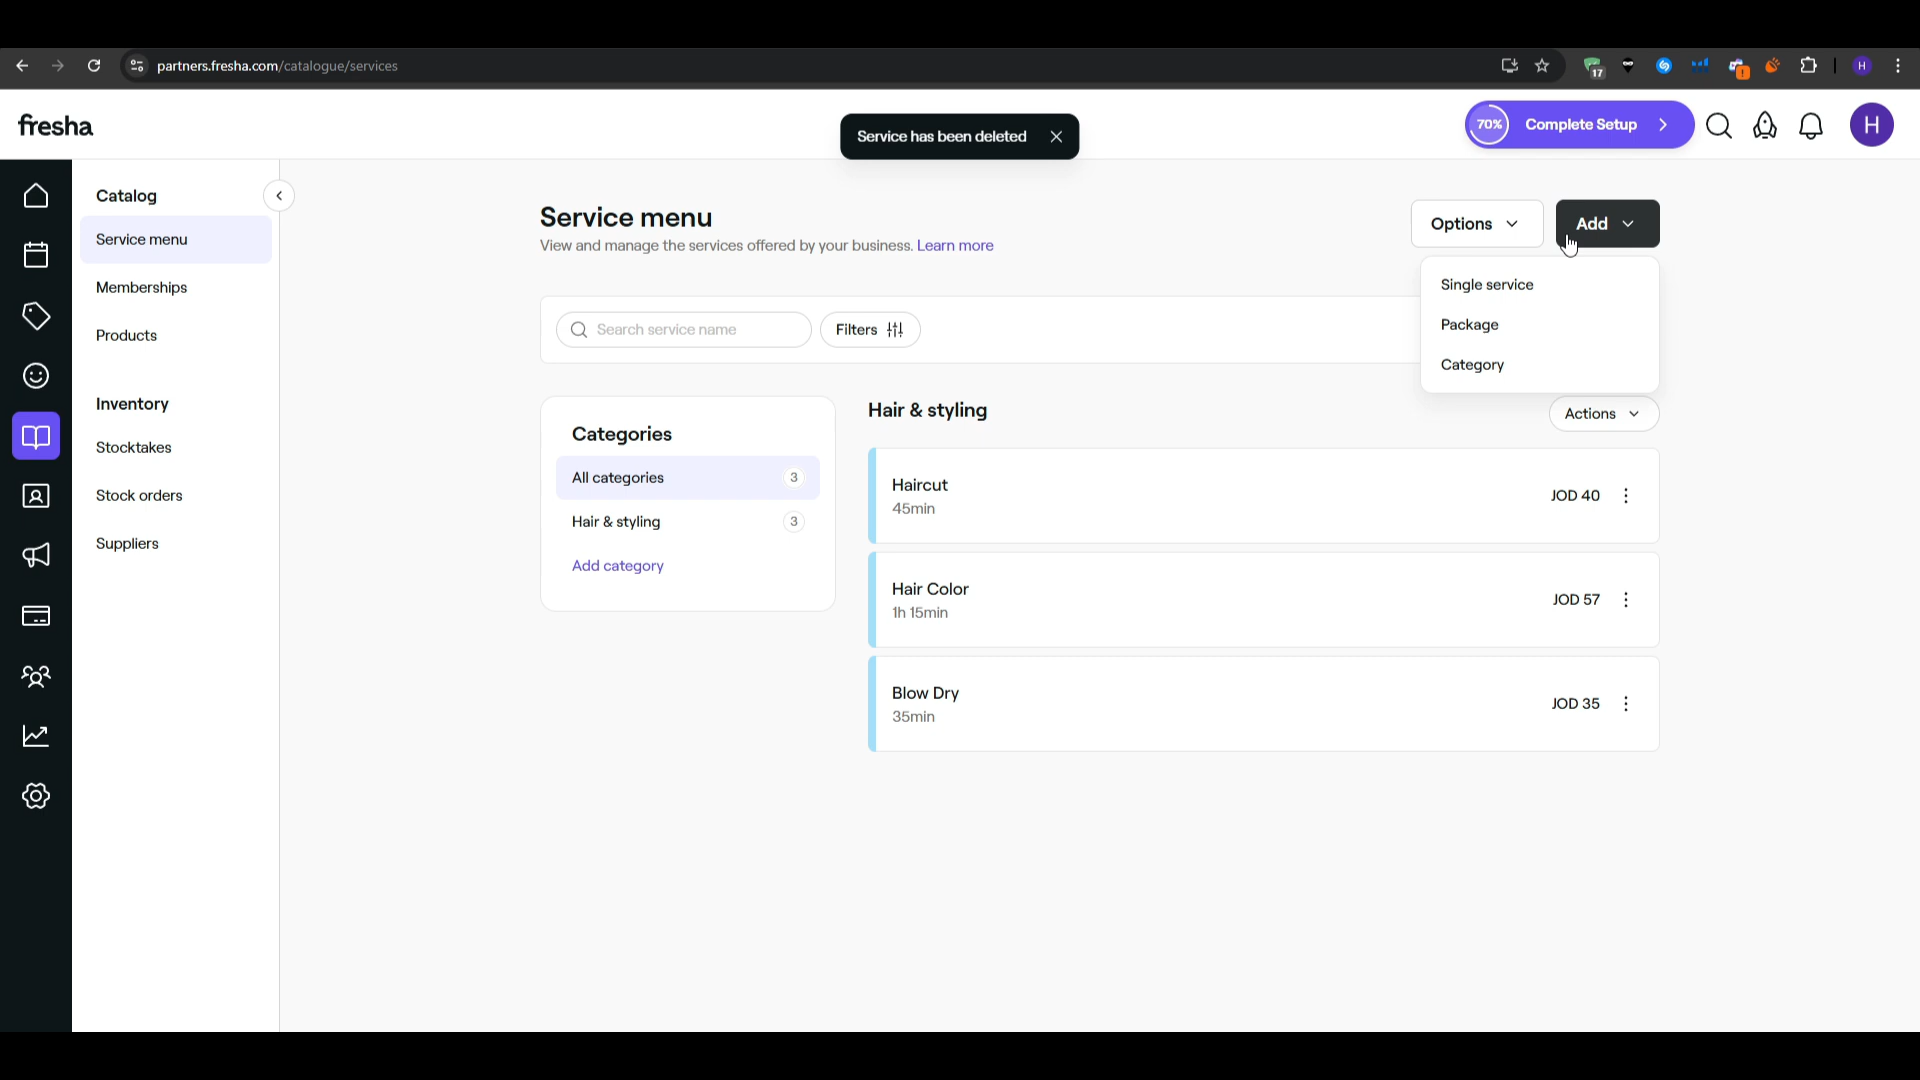 partners.fresha.com/catalogue/services
17
!
H
fresha
Service has been deleted
70%
Complete Setup
H
Catalog
Service menu
Memberships
Products
Inventory
Stocktakes
Stock orders
Suppliers
Service menu
View and manage the services offered by your business. Learn more
Options
Add
Single service
Package
Category
Search service name
Filters
Categories
All categories 3
Hair & styling 3
Add category
Hair & styling
Actions
Haircut
45min
JOD 40
Hair Color
1h 15min
JOD 57
Blow Dry
35min
JOD 35